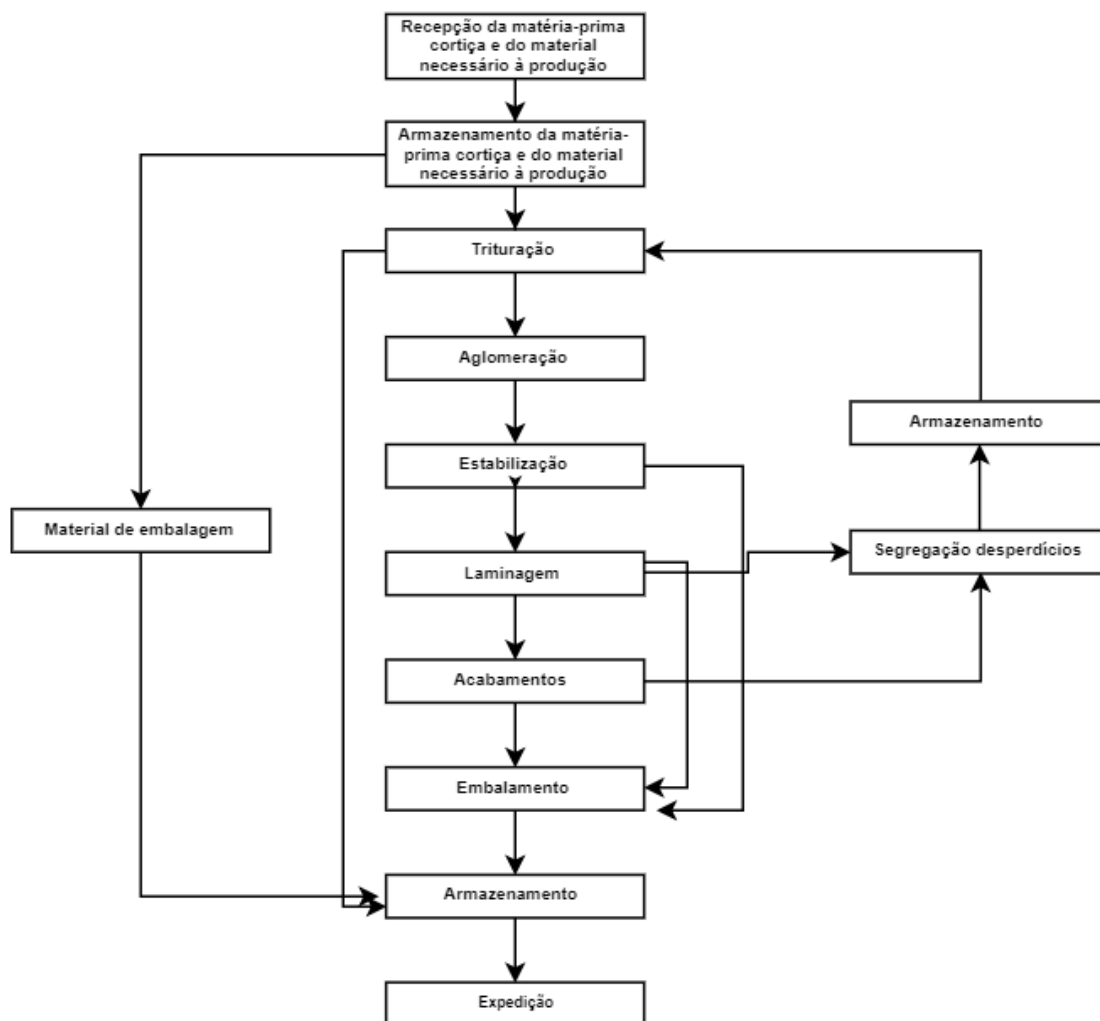 Recepção da matéria-prima
cortiça e do material
necessário à produção
Armazenamento da matéria-
prima cortiça e do material
necessário à produção
Trituração
Aglomeração
Armazenamento
Estabilização
Material de embalagem
Segregação desperdícios
Laminagem
Acabamentos
Embalamento
Armazenamento
Expedição